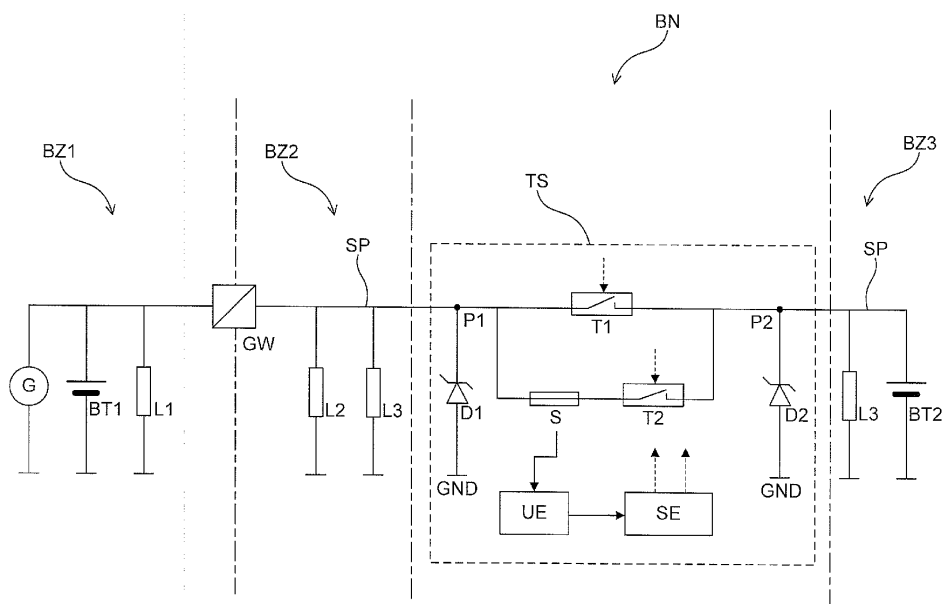 BN
BZ1
BZ2
BZ3
TS
SP
SP
P1
T1
P2
GW
G
BT1
L1
L2
L3
D1
S
T2
D2
L3
BT2
GND
GND
UE
SE